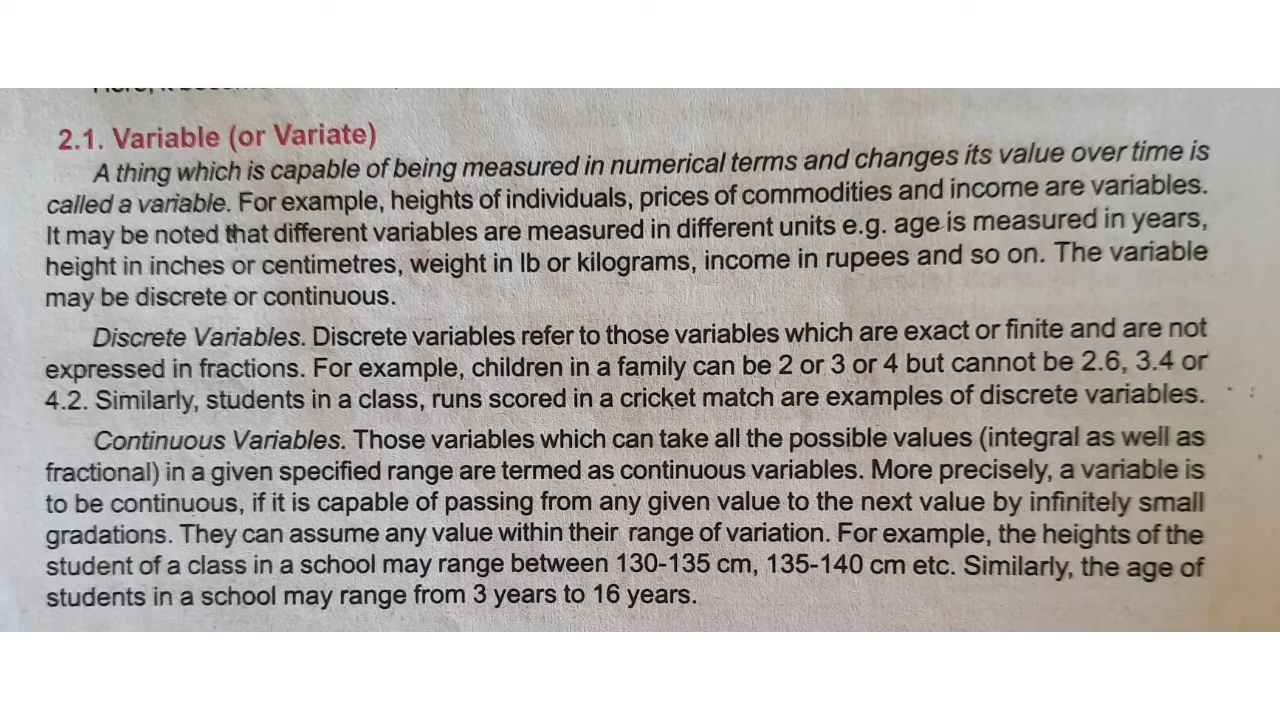 2.1. Variable (or Variate)
A thing which is capable of being measured in numerical terms and changes its value over time is
called a variable. For example, heights of individuals, prices of commodities and income are variables.
It may be noted that different variables are measured in different units e.g. age is measured in years,
height in inches or centimetres, weight in lb or kilograms, income in rupees and so on. The variable
may be discrete or continuous.
Discrete Variables. Discrete variables refer to those variables which are exact or finite and are not
expressed in fractions. For example, children in a family can be 2 or 3 or 4 but cannot be 2.6, 3.4 or
4.2. Similarly, students in a class, runs scored in a cricket match are examples of discrete variables.
Continuous Variables. Those variables which can take all the possible values (integral as well as
fractional) in a given specified range are termed as continuous variables. More precisely, a variable is
to be continuous, if it is capable of passing from any given value to the next value by infinitely small
gradations. They can assume any value within their range of variation. For example, the heights of the
student of a class in a school may range between 130-135 cm, 135-140 cm etc. Similarly, the age of
students in a school may range from 3 years to 16 years.